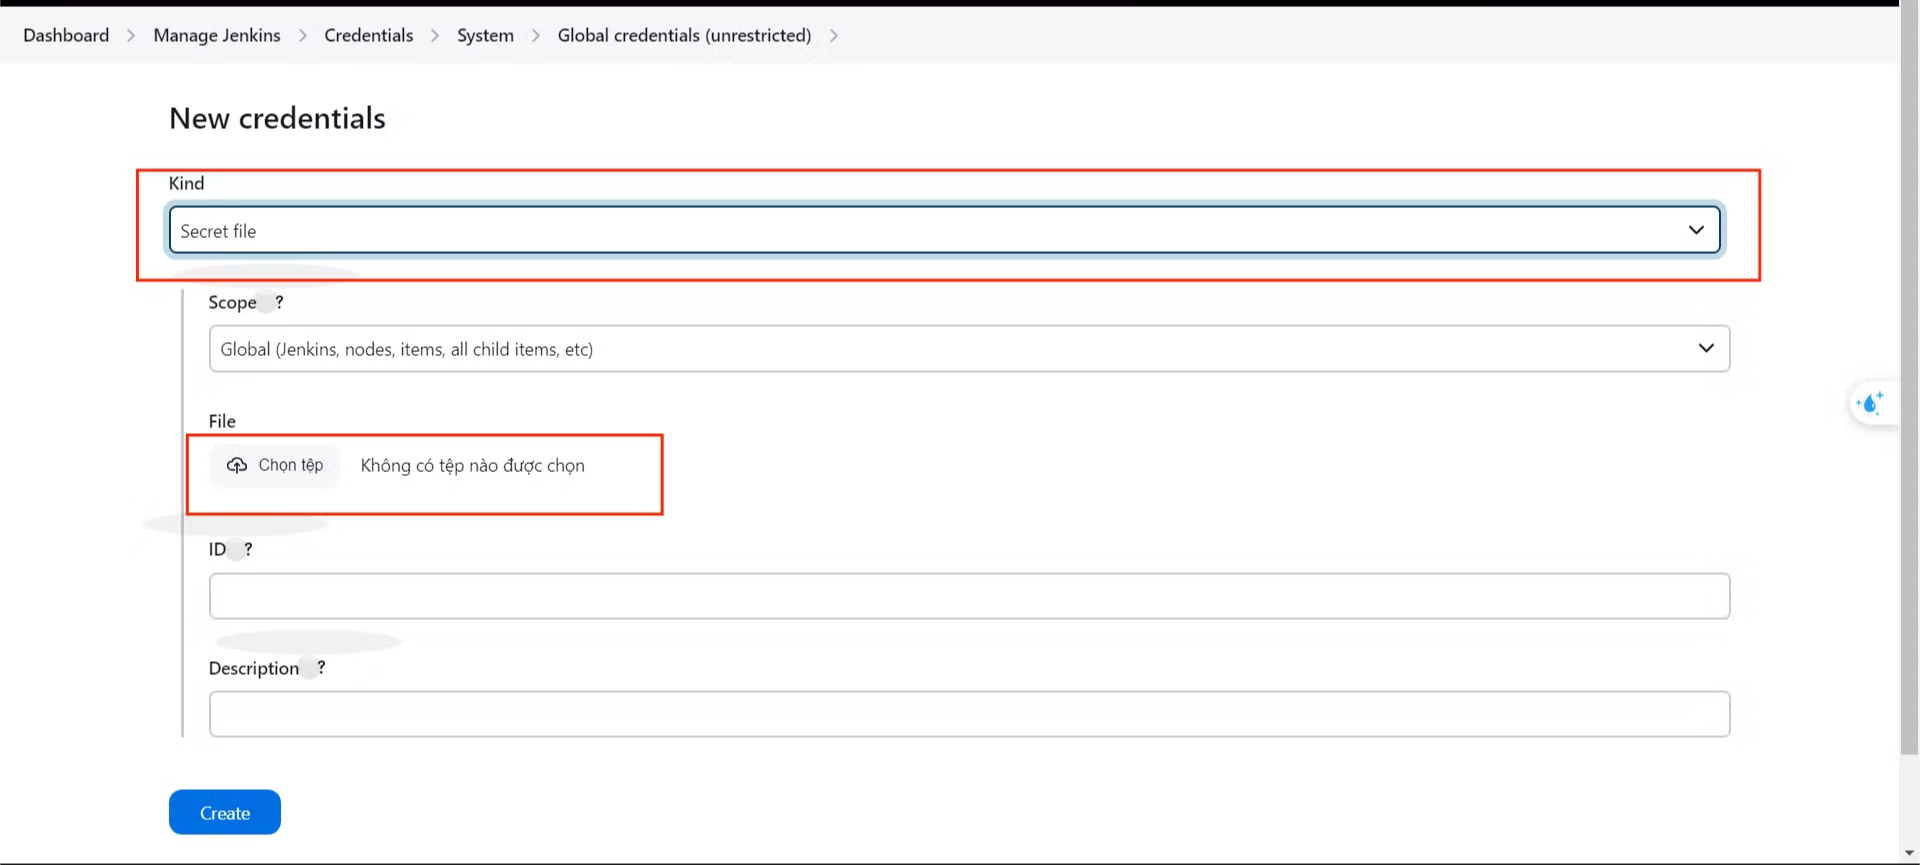 Dashboard > Manage Jenkins > Credentials > System > Global credentials (unrestricted) >
New credentials
Kind
Secret file
Scope ?
Global (Jenkins, nodes, items, all child items, etc)
File
Chọn tệp Không có tệp nào được chọn
ID ?
Description ?
Create